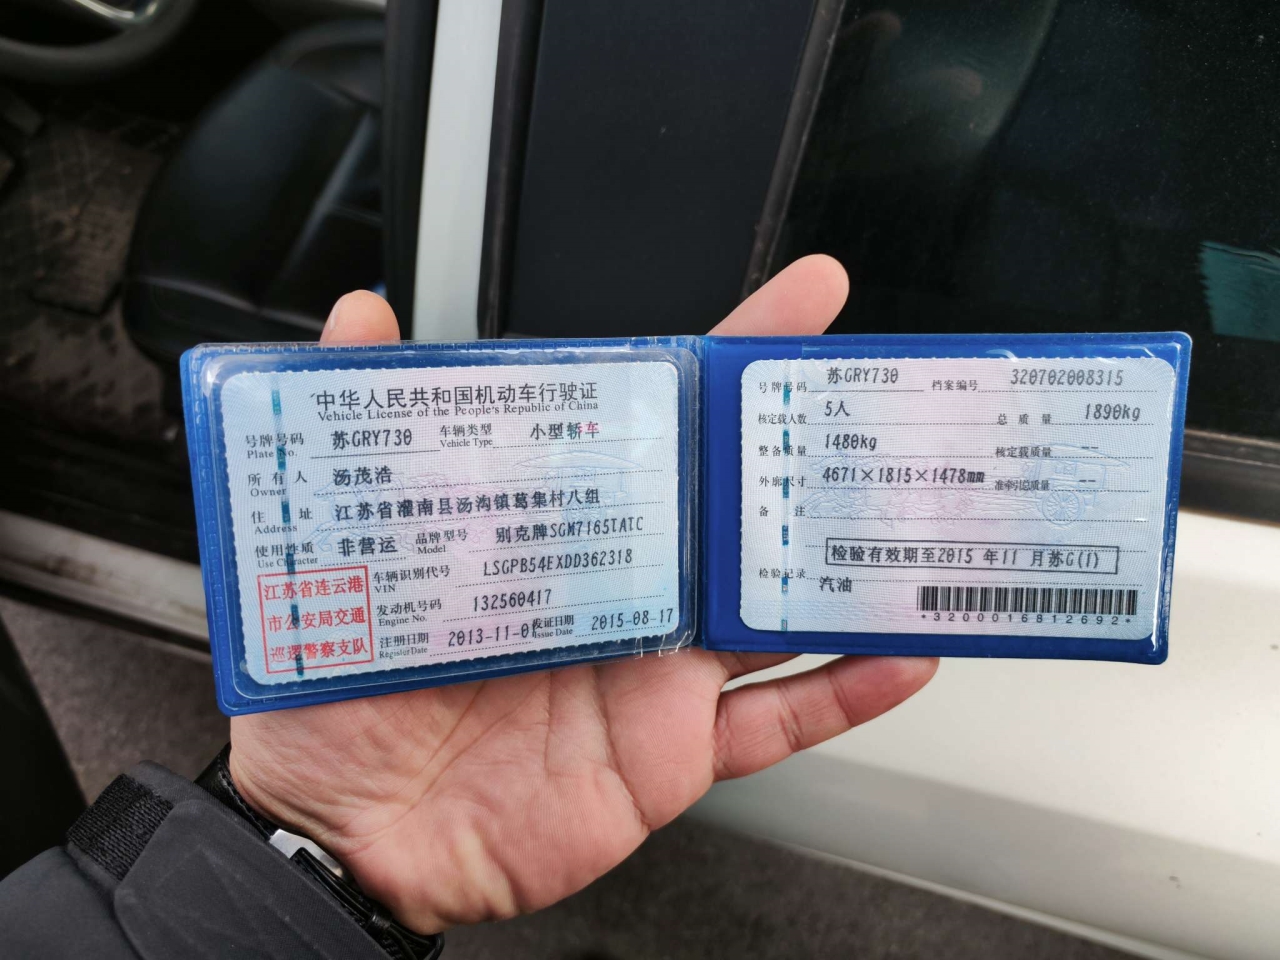 中华人民共和国机动车行驶证
Vehicle License of the People's Republic of China
号牌号码 苏GRY730 车辆类型 小型轿车
Plate No. Vehicle Type
所有人 汤茂浩
Owner
住址 江苏省灌南县汤沟镇葛集村八组
Address
使用性质 非营运 品牌型号 别克牌SGM7165TATC
Use Character Model
江苏省连云港
市公安局交通
巡逻警察支队
车辆识别代号 LSGPB54EXDD362318
VIN
发动机号码 132560417
Engine No.
注册日期 2013-11-0 发证日期 2015-08-17
Register Date Issue Date
号牌号码 苏GRY730 档案编号 320702008315
核定载人数 5人 总质量 1890kg
整备质量 1480kg 核定载质量 --
外廓尺寸 4671×1815×1478mm 准牵引总质量 --
备注
检验有效期至2015 年11 月苏G(1)
检验记录
汽油
*3200016812692*